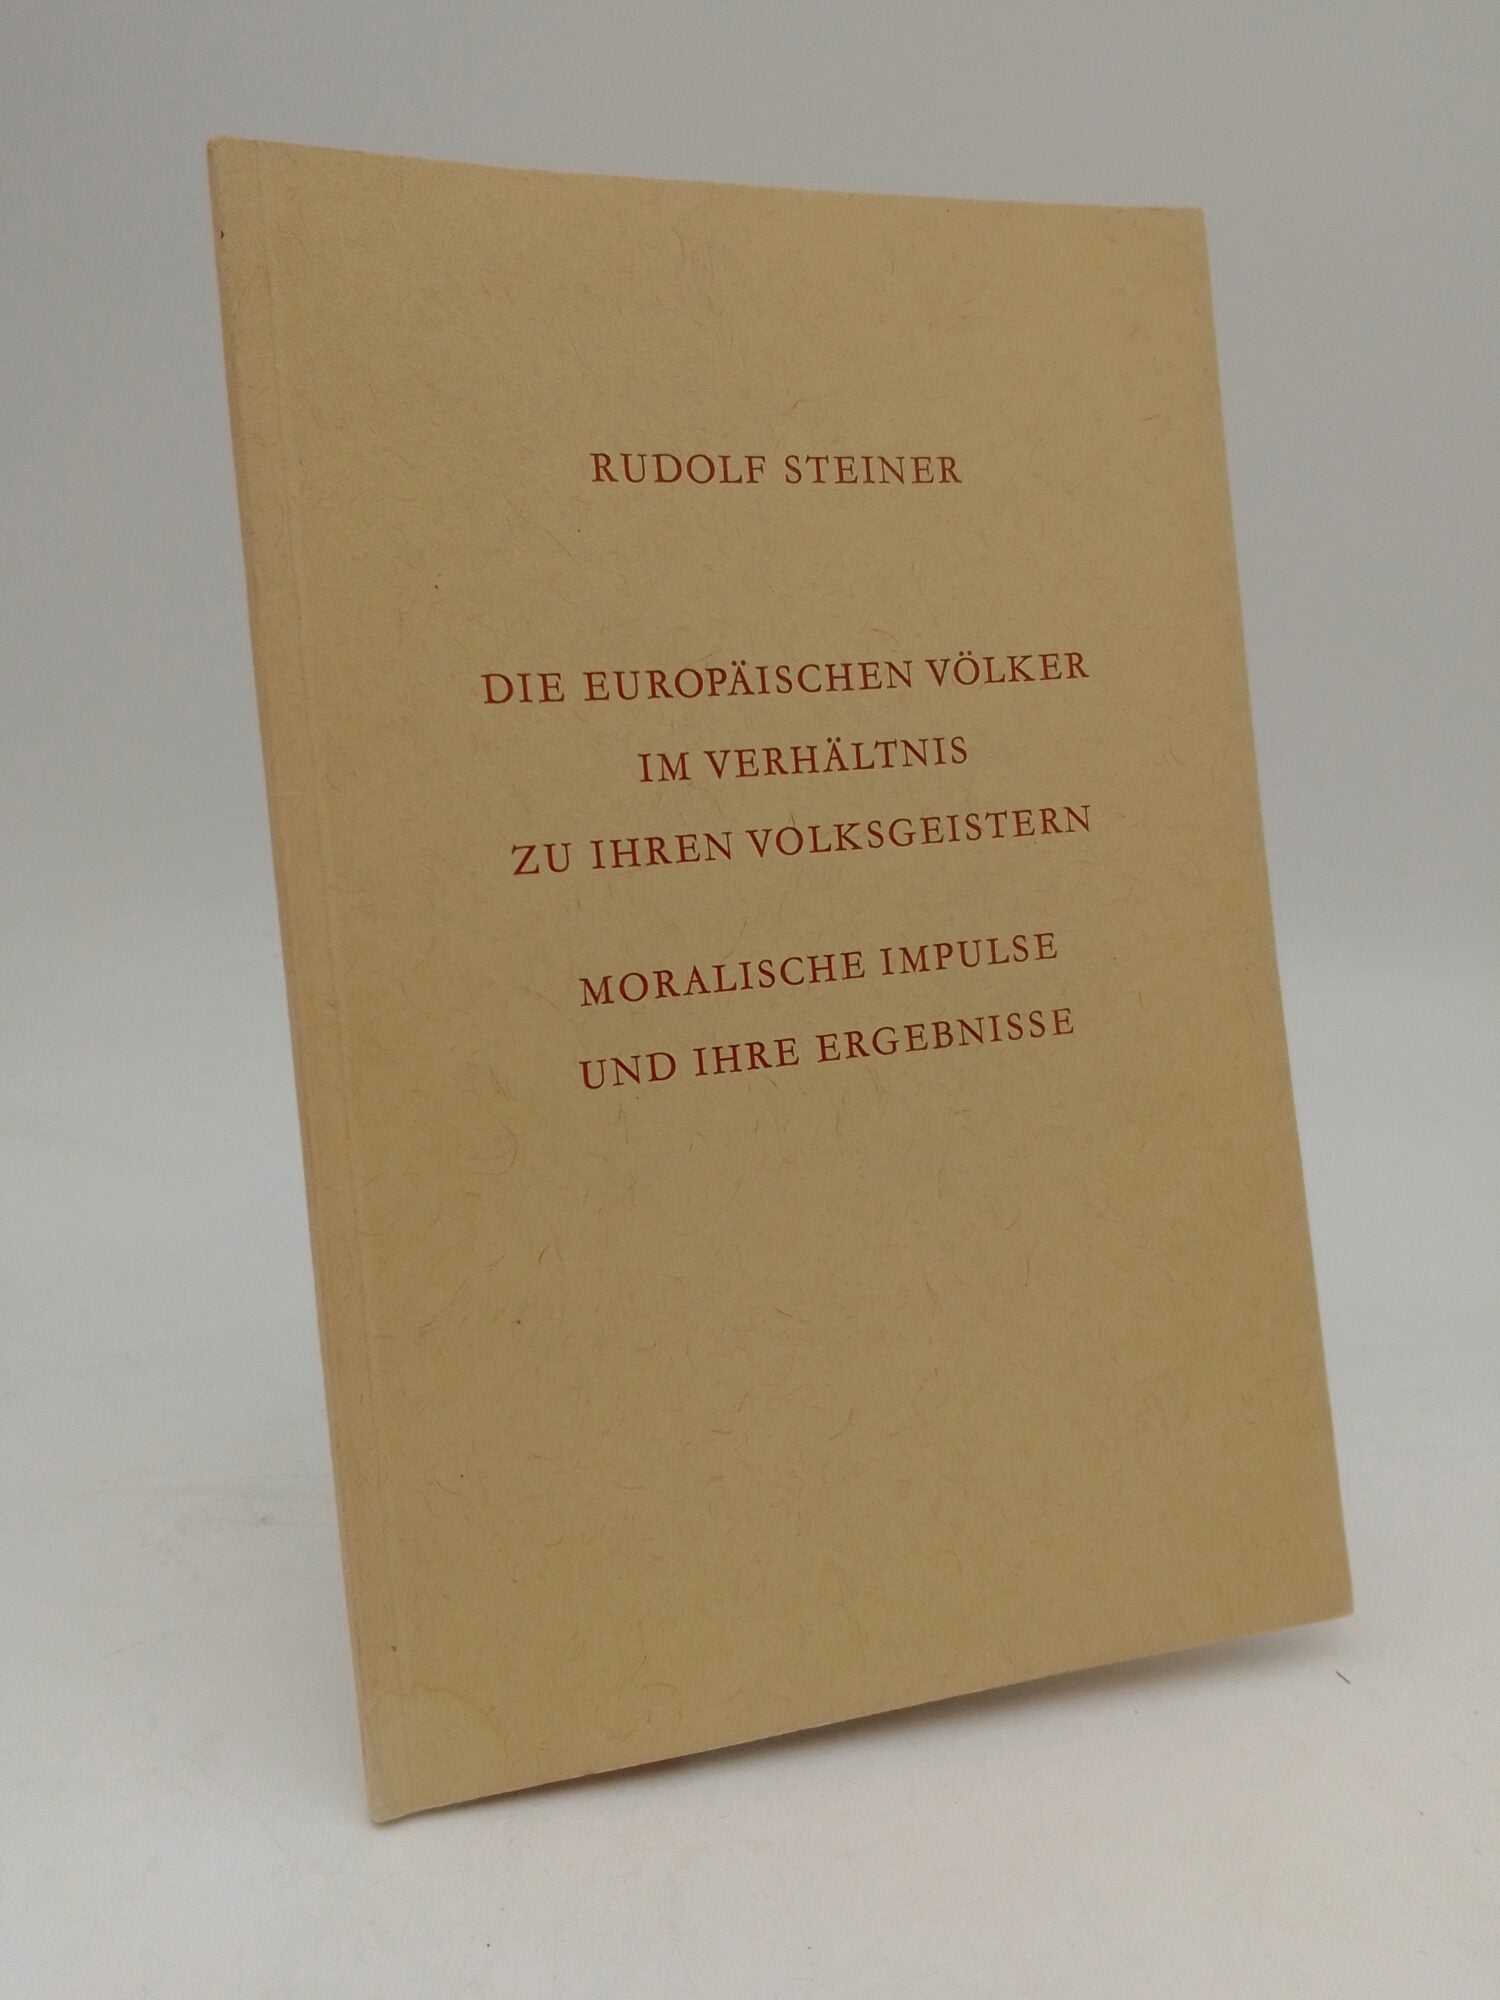 RUDOLF STEINER
DIE EUROPÄISCHEN VÖLKER
IM VERHÄLTNIS
ZU IHREN VOLKSGEISTERN
MORALISCHE IMPULSE
UND IHRE ERGEBNISSE